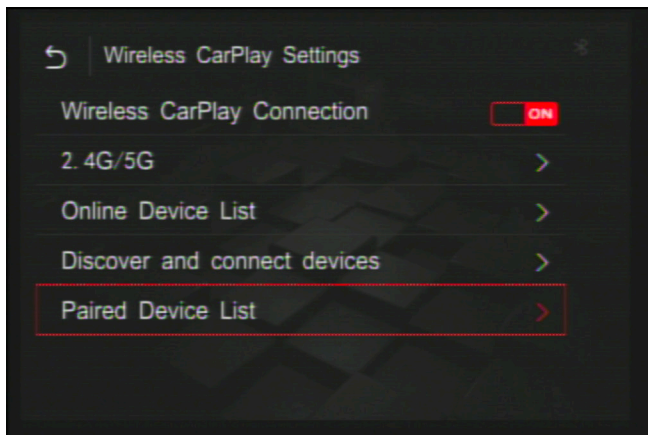 Wireless CarPlay Settings
Wireless CarPlay Connection ON
2. 4G/5G
Online Device List
Discover and connect devices
Paired Device List